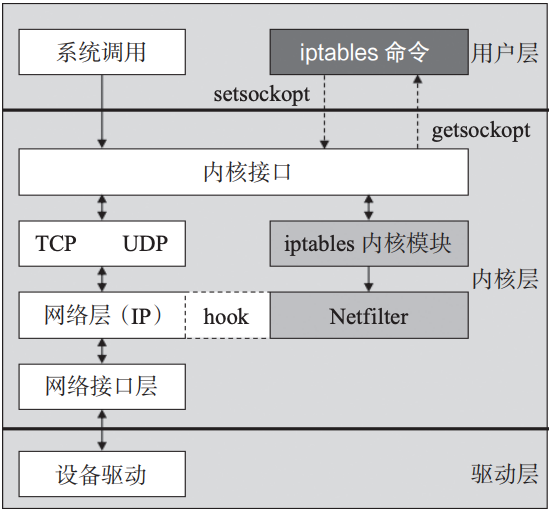 系统调用
iptables 命令
用户层
setsockopt
getsockopt
内核接口
TCP UDP
iptables 内核模块
内核层
网络层（IP）
hook
Netfilter
网络接口层
设备驱动
驱动层